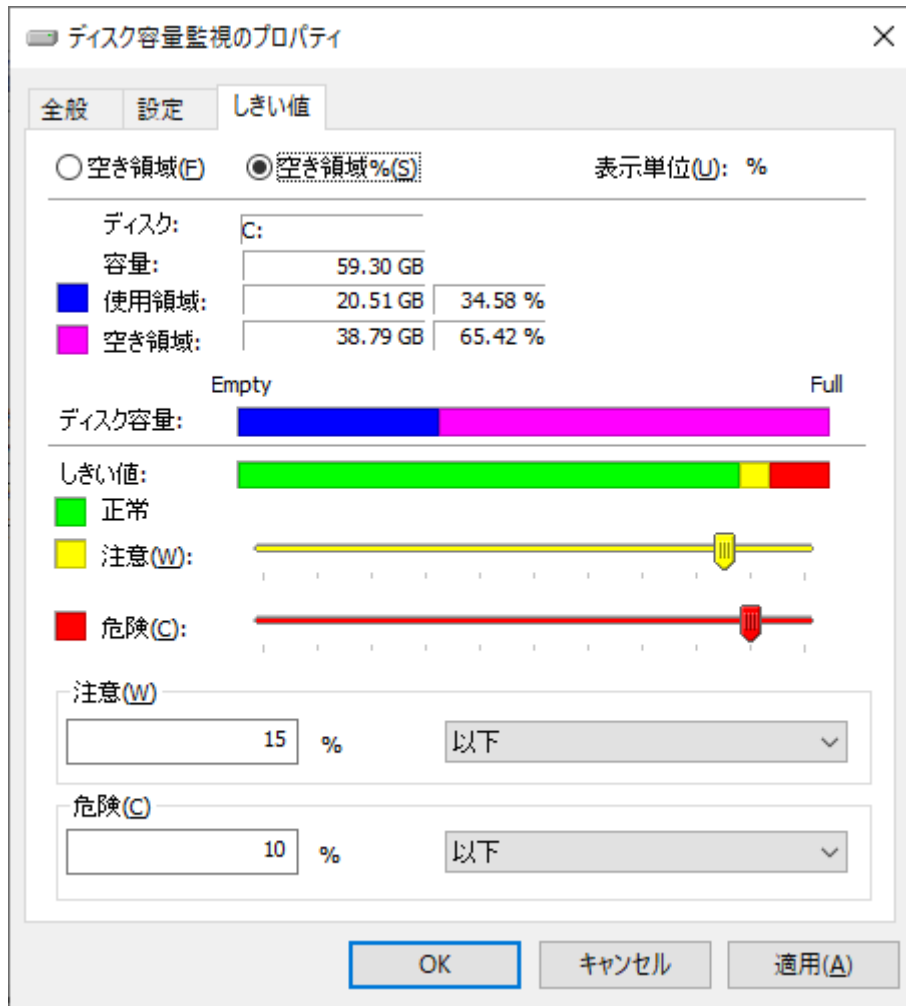 ディスク容量監視のプロパティ
全般 設定 しきい値
空き領域(F) 空き領域%(S) 表示単位(U): %
ディスク: C:
容量: 59.30 GB
使用領域: 20.51 GB 34.58 %
空き領域: 38.79 GB 65.42 %
Empty Full
ディスク容量:
しきい値:
正常
注意(W):
危険(C):
注意(W)
15 % 以下
危険(C)
10 % 以下
OK キャンセル 適用(A)